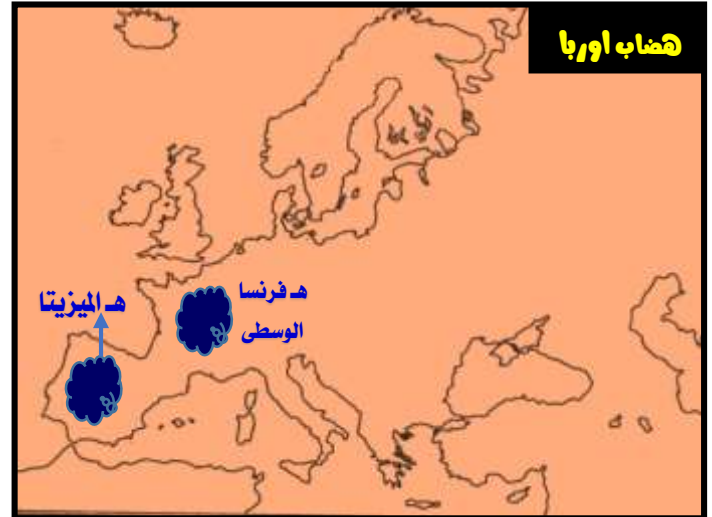 هضاب اوربا
هـ فرنسا
الوسطى
هـ الميزيتا